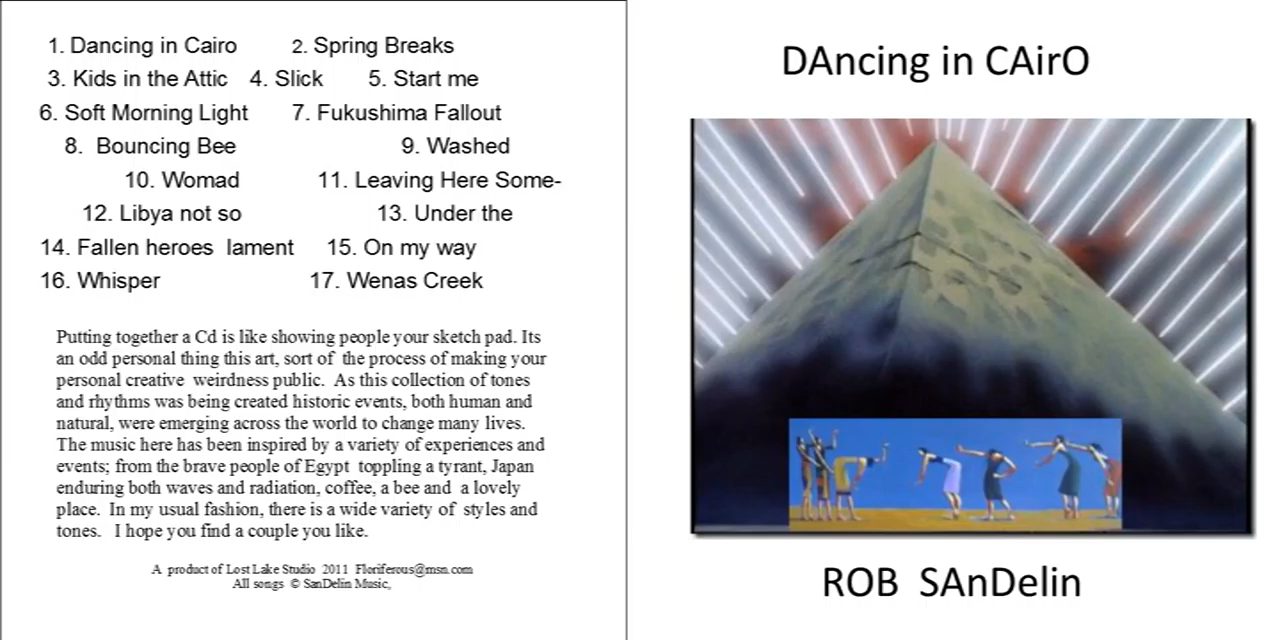 1. Dancing in Cairo 2. Spring Breaks
3. Kids in the Attic 4. Slick 5. Start me
6. Soft Morning Light 7. Fukushima Fallout
8. Bouncing Bee 9. Washed
10. Womad 11. Leaving Here Some-
12. Libya not so 13. Under the
14. Fallen heroes lament 15. On my way
16. Whisper 17. Wenas Creek
Putting together a Cd is like showing people your sketch pad. Its
an odd personal thing this art, sort of the process of making your
personal creative weirdness public. As this collection of tones
and rhythms was being created historic events, both human and
natural, were emerging across the world to change many lives.
The music here has been inspired by a variety of experiences and
events; from the brave people of Egypt toppling a tyrant, Japan
enduring both waves and radiation, coffee, a bee and a lovely
place. In my usual fashion, there is a wide variety of styles and
tones. I hope you find a couple you like.
A product of Lost Lake Studio 2011 Floriferous@msn.com
All songs © SanDelin Music,
DAncing in CAirO
ROB SAnDelin